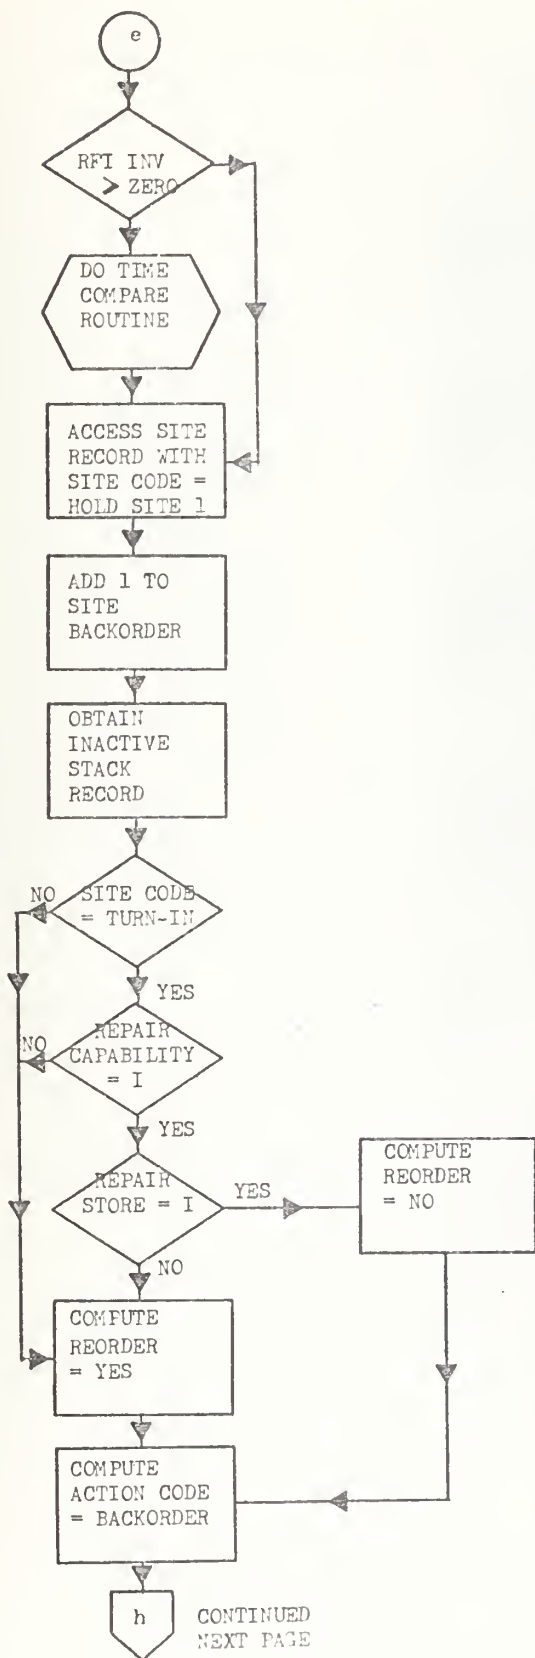 e
RFI INV
> ZERO
DO TIME
COMPARE
ROUTINE
ACCESS SITE
RECORD WITH
SITE CODE =
HOLD SITE 1
ADD 1 TO
SITE
BACKORDER
OBTAIN
INACTIVE
STACK
RECORD
NO
SITE CODE
= TURN-IN
YES
NO
REPAIR
CAPABILITY
= I
YES
REPAIR
STORE = I
YES
COMPUTE
REORDER
= NO
NO
COMPUTE
REORDER
= YES
COMPUTE
ACTION CODE
= BACKORDER
h
CONTINUED
NEXT PAGE